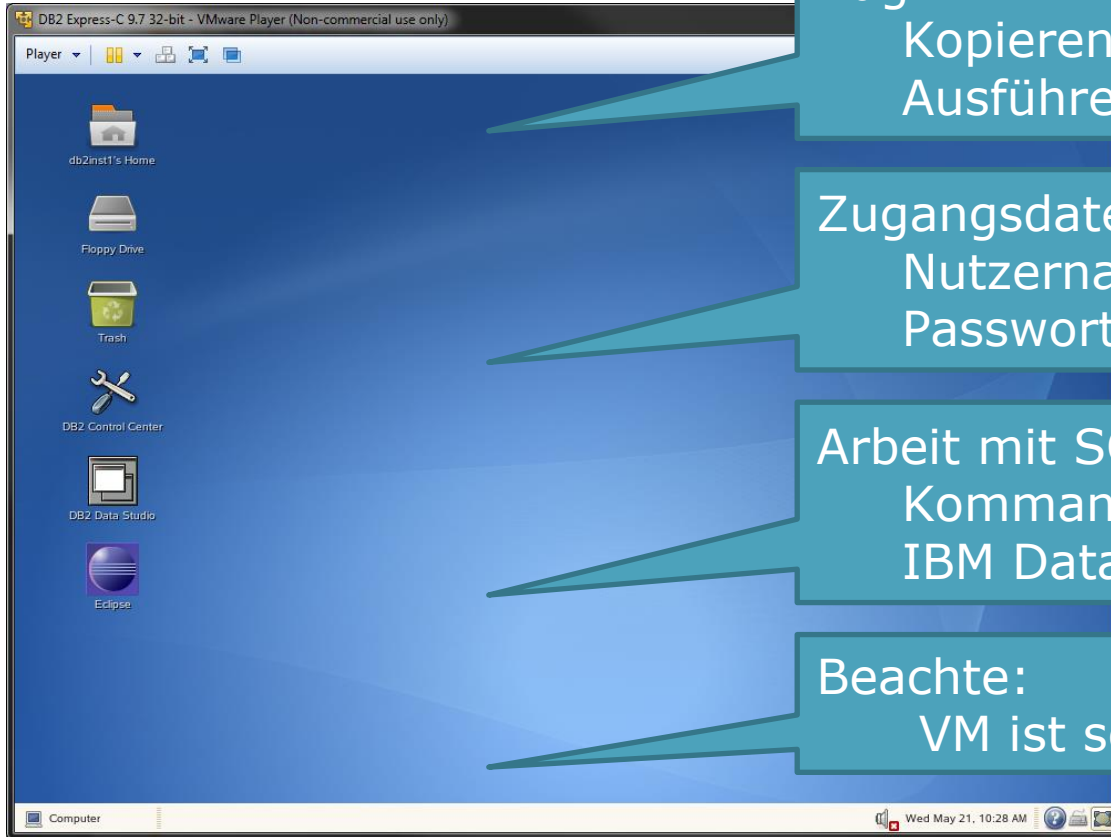 DB2 Express-C 9.7 32-bit - VMware Player (Non-commercial use only)
Player
db2inst1's Home
Floppy Drive
Trash
DB2 Control Center
DB2 Data Studio
Eclipse
Kopieren
Ausführe
Zugangsdate
Nutzerna
Passwort
Arbeit mit
Komman
IBM Data
Beachte:
VM ist
Computer
Wed May 21, 10:28 AM